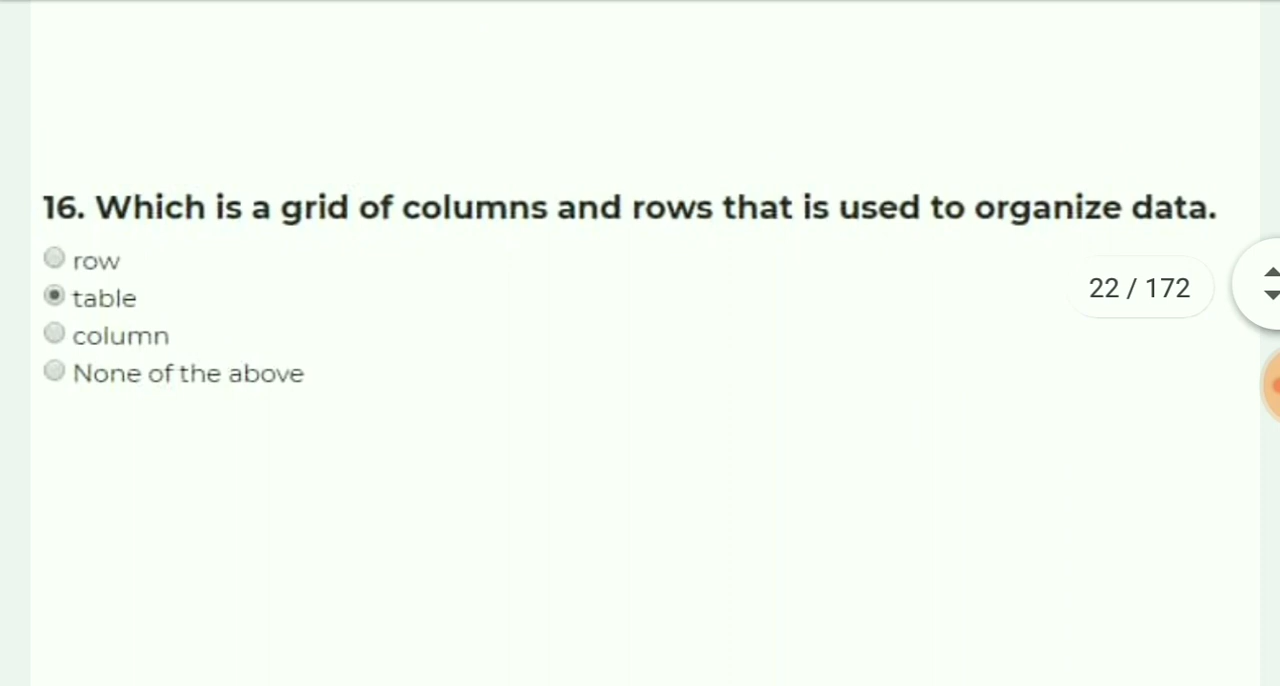 16. Which is a grid of columns and rows that is used to organize data.
row
table
column
None of the above
22 / 172